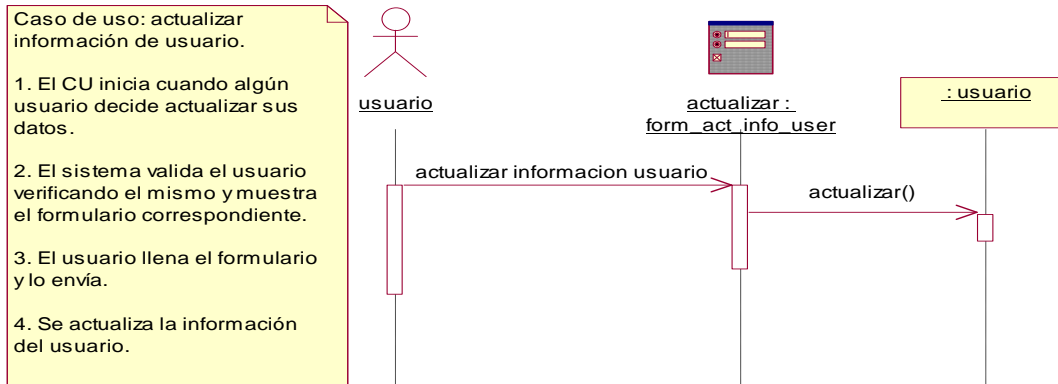 Caso de uso: actualizar
información de usuario.
1. El CU inicia cuando algún
usuario decide actualizar sus
datos.
2. El sistema valida el usuario
verificando el mismo y muestra
el formulario correspondiente.
3. El usuario llena el formulario
y lo envía.
4. Se actualiza la información
del usuario.
usuario
actualizar :
form_act_info_user
: usuario
actualizar informacion usuario
actualizar()